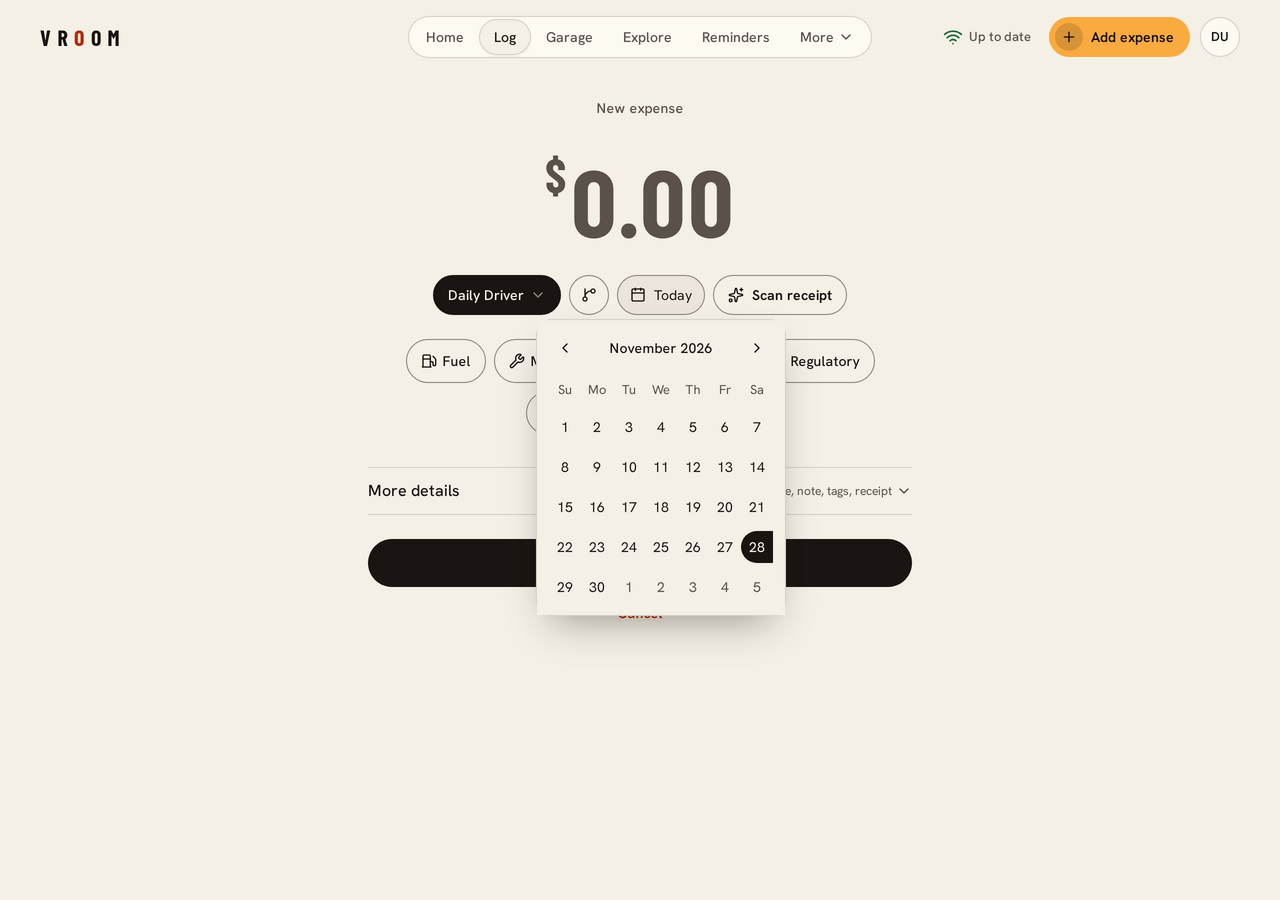 VROOM
Home Log Garage Explore Reminders More
Up to date
Add expense
DU
New expense
$0.00
Daily Driver
Today
Scan receipt
Fuel
Regulatory
November 2026
Su Mo Tu We Th Fr Sa
1 2 3 4 5 6 7
8 9 10 11 12 13 14
15 16 17 18 19 20 21
22 23 24 25 26 27 28
29 30 1 2 3 4 5
More details
note, tags, receipt